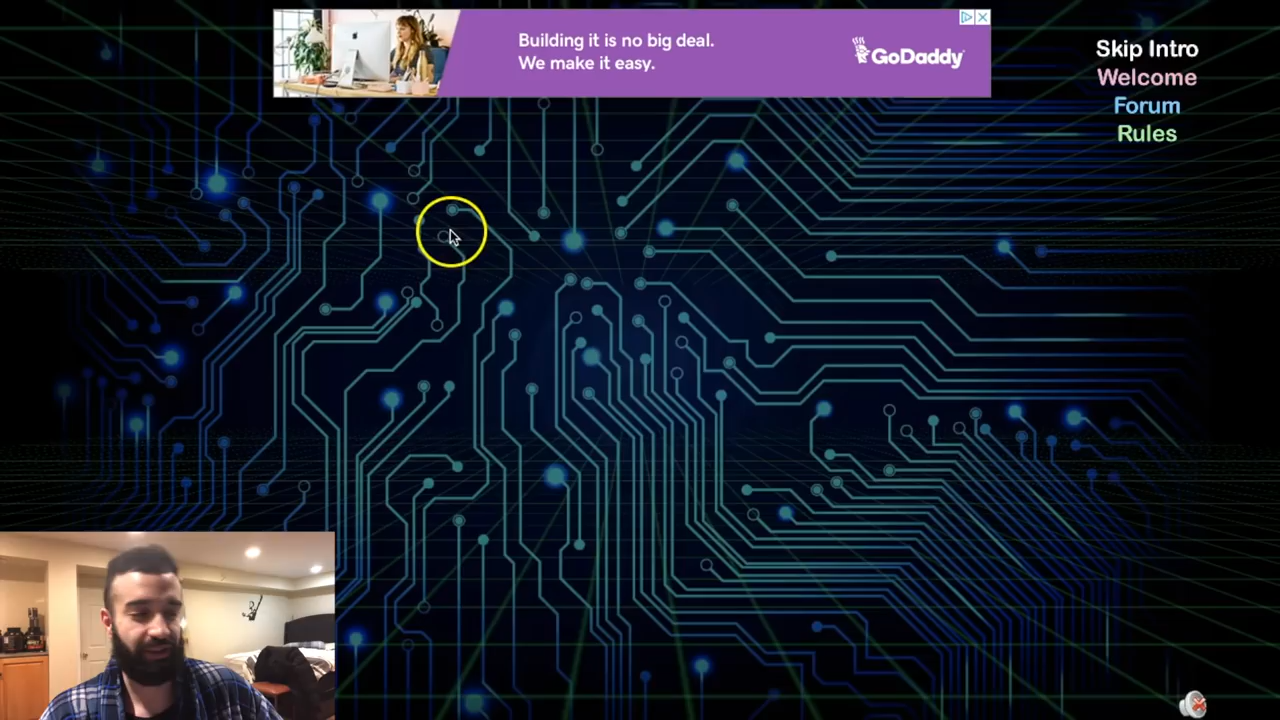 Building it is no big deal.
We make it easy.
GoDaddy
Skip Intro
Welcome
Forum
Rules